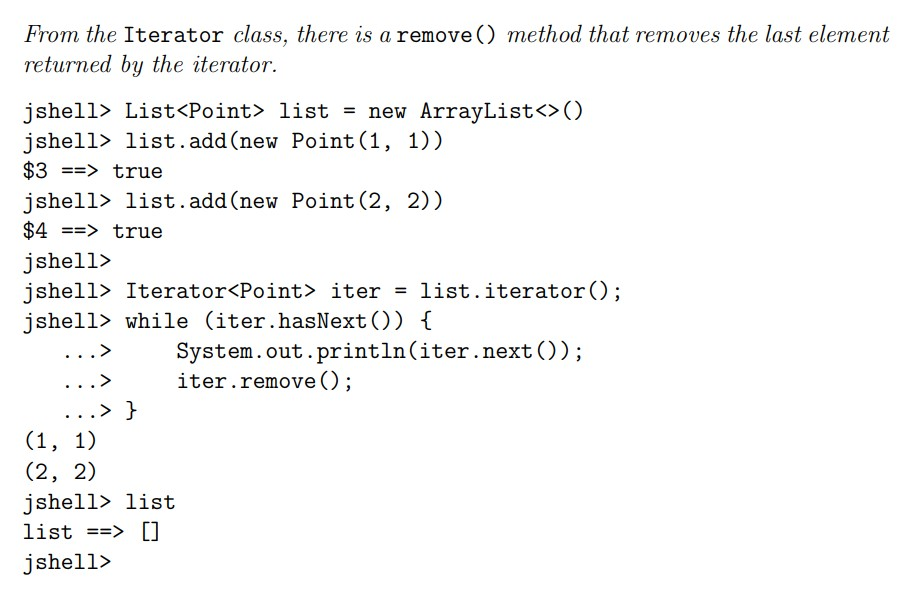 From the Iterator class, there is a remove() method that removes the last element
returned by the iterator.
jshell> List<Point> list = new ArrayList<>()
jshell> list.add(new Point(1, 1))
$3 ==> true
jshell> list.add(new Point(2, 2))
$4 ==> true
jshell>
jshell> Iterator<Point> iter = list.iterator();
jshell> while (iter.hasNext()) {
   ...>     System.out.println(iter.next());
   ...>     iter.remove();
   ...> }
(1, 1)
(2, 2)
jshell> list
list ==> []
jshell>